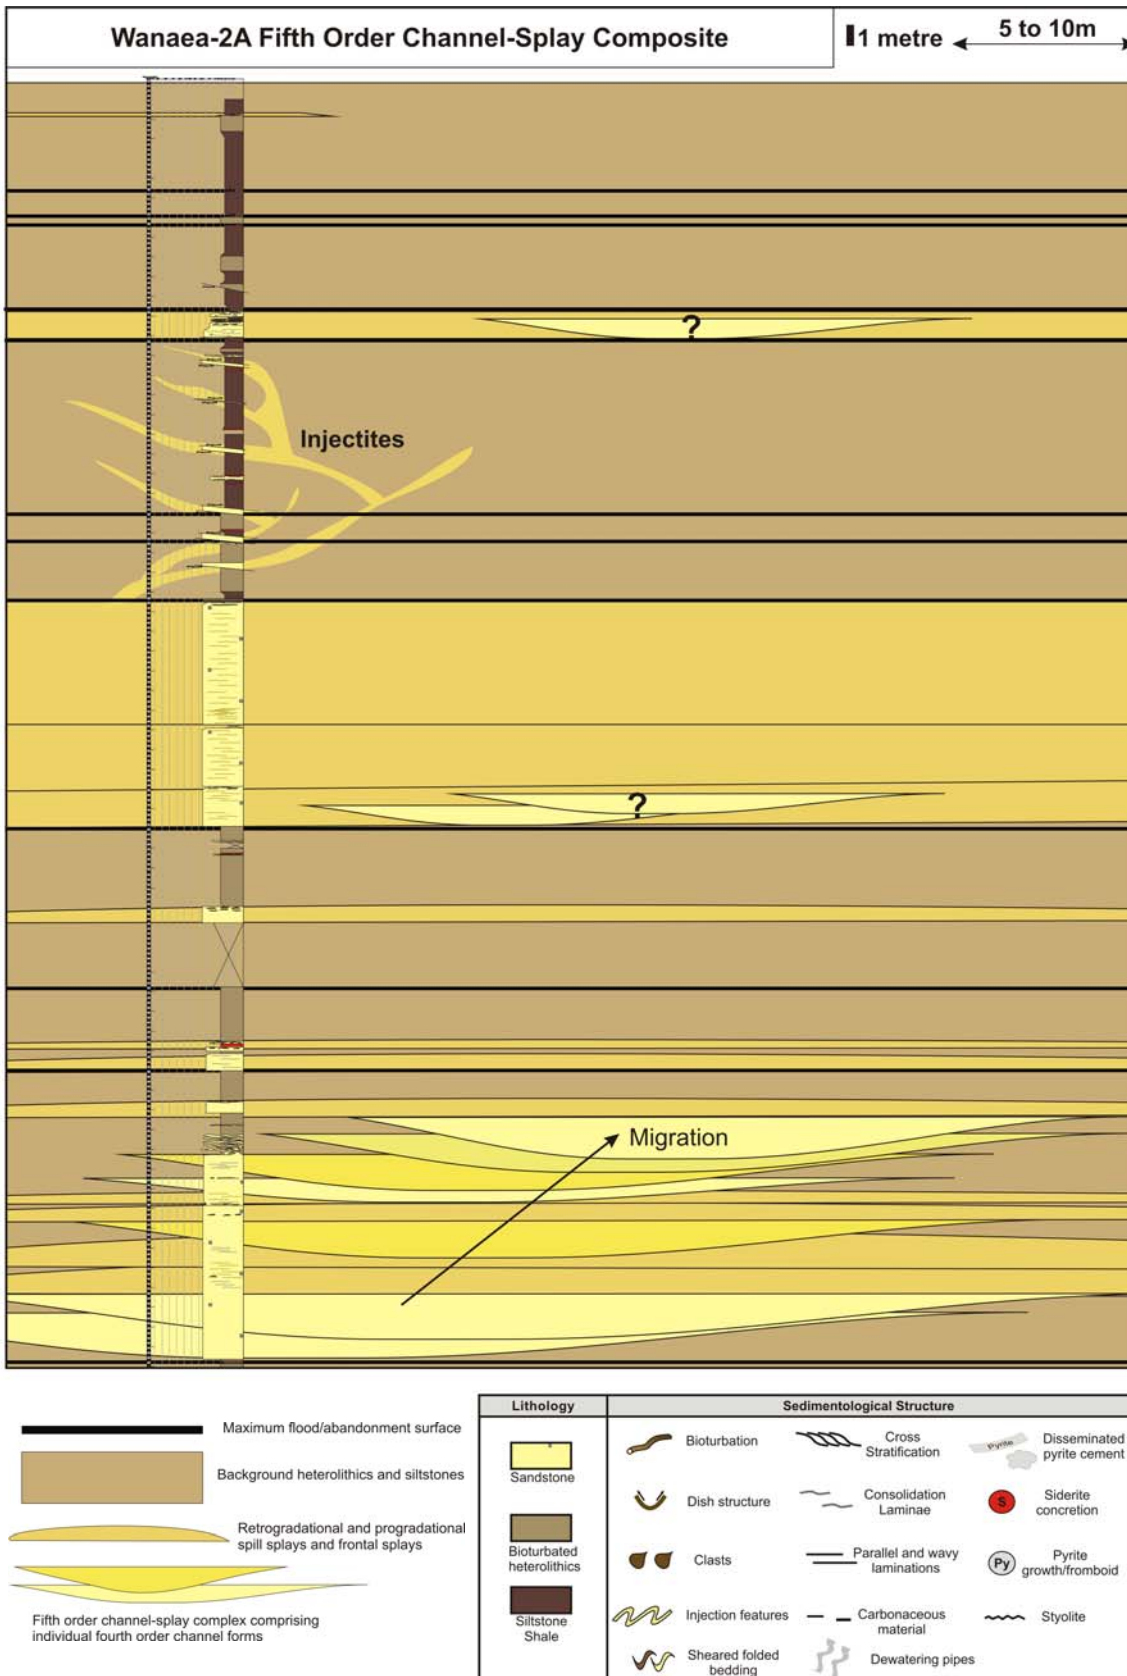 Wanaea-2A Fifth Order Channel-Splay Composite
1 metre
5 to 10m
?
Injectites
?
Migration
Maximum flood/abandonment surface
Background heterolithics and siltstones
Retrogradational and progradational
spill splays and frontal splays
Fifth order channel-splay complex comprising
individual fourth order channel forms
Lithology
Sandstone
Bioturbated
heterolithics
Siltstone
Shale
Sedimentological Structure
Bioturbation
Cross
Stratification
Pyrite
Disseminated
pyrite cement
Dish structure
Consolidation
Laminae
S
Siderite
concretion
Clasts
Parallel and wavy
laminations
Py
Pyrite
growth/fromboid
Injection features
Carbonaceous
material
Styolite
Sheared folded
bedding
Dewatering pipes